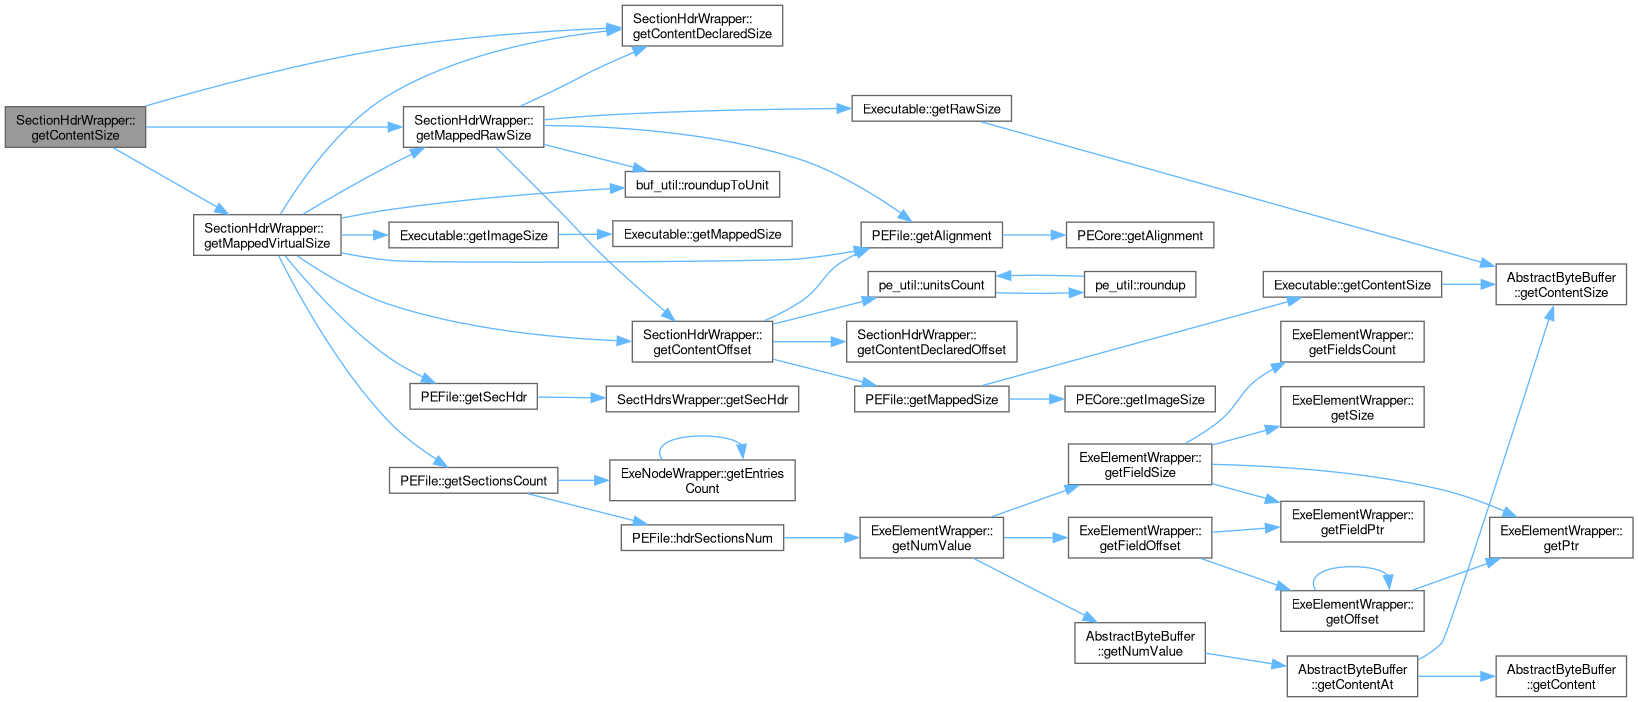 SectionHdrWrapper::
getContentSize
SectionHdrWrapper::
getMappedVirtualSize
SectionHdrWrapper::
getMappedRawSize
Executable::getImageSize
PEFile::getSecHdr
PEFile::getSectionsCount
SectionHdrWrapper::
getContentDeclaredSize
buf_util::roundupToUnit
Executable::getMappedSize
SectionHdrWrapper::
getContentOffset
SectHdrsWrapper::getSecHdr
ExeNodeWrapper::getEntries
Count
PEFile::hdrSectionsNum
Executable::getRawSize
PEFile::getAlignment
pe_util::unitsCount
SectionHdrWrapper::
getContentDeclaredOffset
PEFile::getMappedSize
ExeElementWrapper::
getNumValue
PECore::getAlignment
pe_util::roundup
PECore::getImageSize
ExeElementWrapper::
getFieldSize
ExeElementWrapper::
getFieldOffset
AbstractByteBuffer
::getNumValue
Executable::getContentSize
ExeElementWrapper::
getFieldsCount
ExeElementWrapper::
getSize
ExeElementWrapper::
getFieldPtr
ExeElementWrapper::
getOffset
AbstractByteBuffer
::getContentAt
AbstractByteBuffer
::getContentSize
ExeElementWrapper::
getPtr
AbstractByteBuffer
::getContent